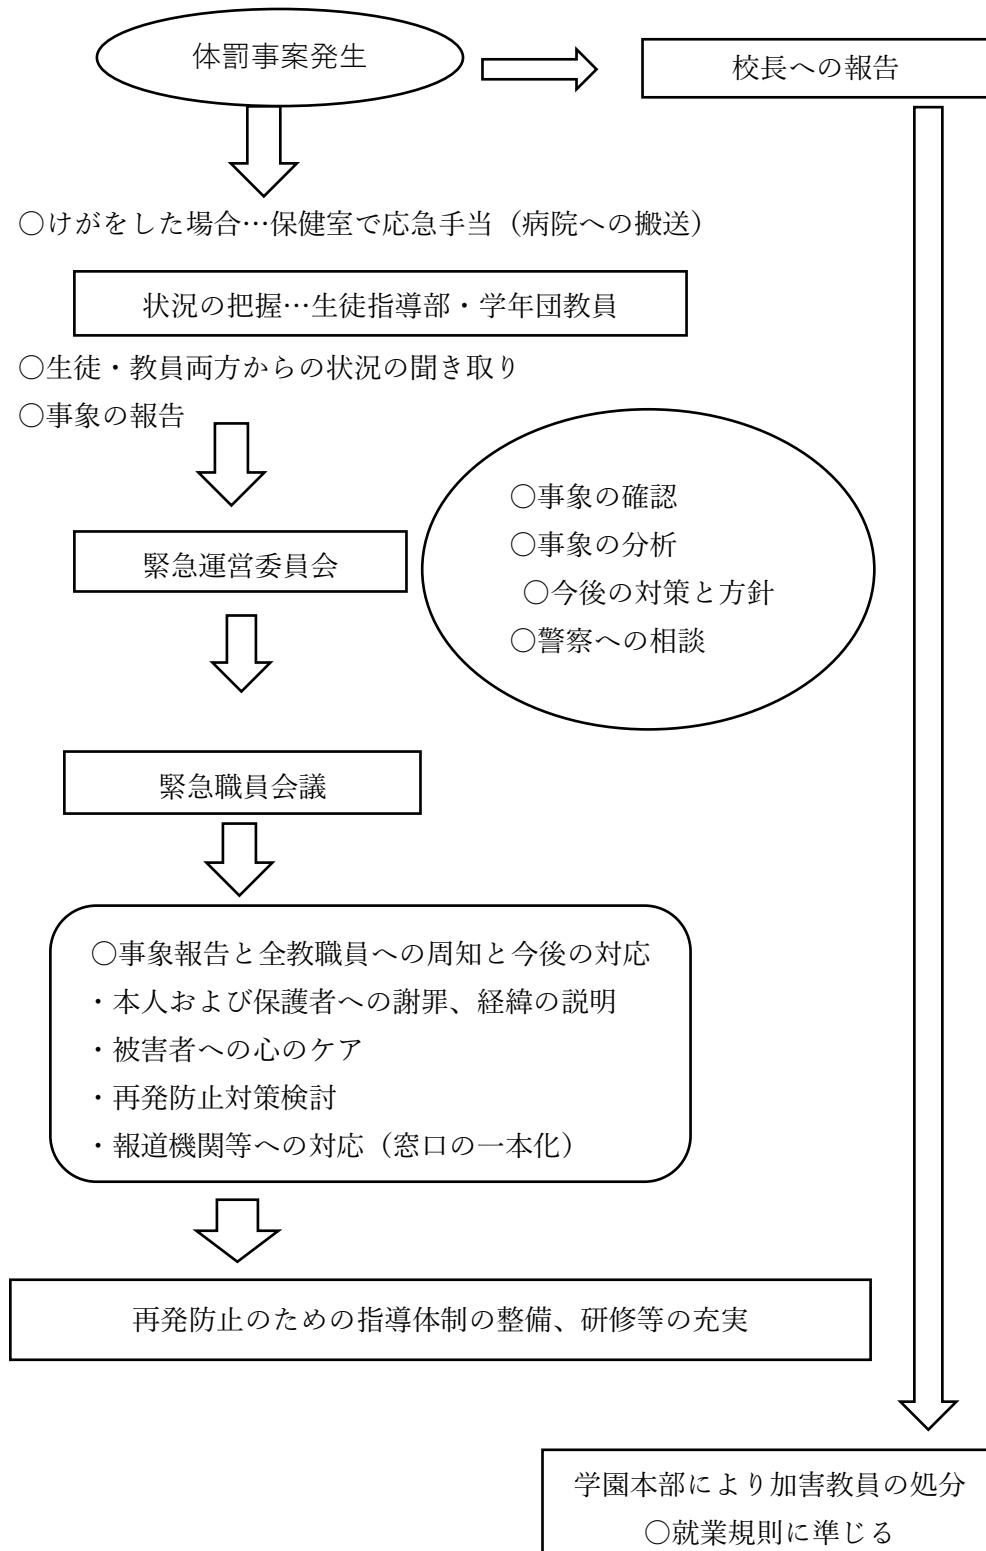 体罰事案発生
校長への報告
〇けがをした場合…保健室で応急手当（病院への搬送）
状況の把握…生徒指導部・学年団教員
〇生徒・教員両方からの状況の聞き取り
〇事象の報告
〇事象の確認
〇事象の分析
〇今後の対策と方針
〇警察への相談
緊急運営委員会
緊急職員会議
〇事象報告と全教職員への周知と今後の対応
・本人および保護者への謝罪、経緯の説明
・被害者への心のケア
・再発防止対策検討
・報道機関等への対応（窓口の一本化）
再発防止のための指導体制の整備、研修等の充実
学園本部により加害教員の処分
〇就業規則に準じる